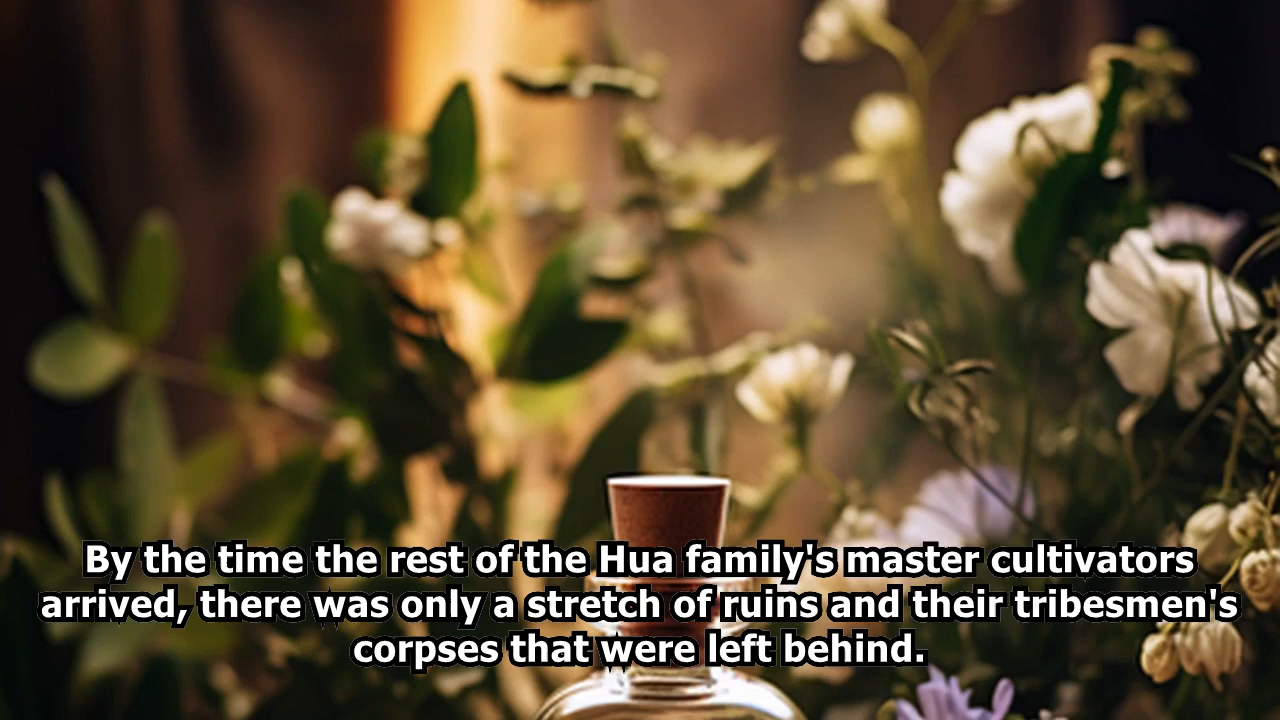 By the time the rest of the Hua family's master cultivators
arrived, there was only a stretch of ruins and their tribesmen's
corpses that were left behind.